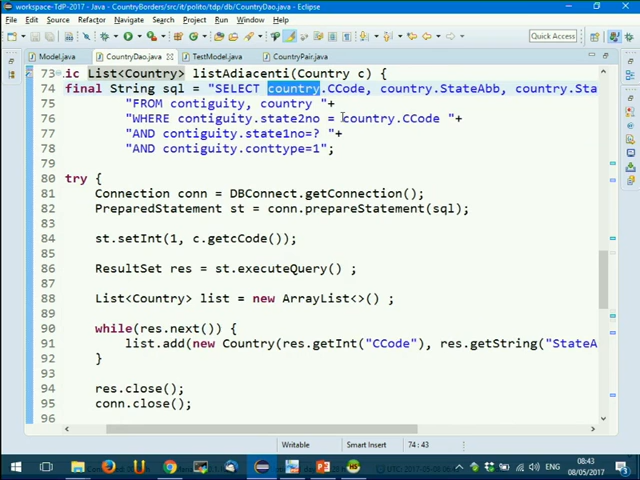 workspace-TdP-2017 - Java - CountryBorders/src/it/polito/tdp/db/CountryDao.java - Eclipse
File Edit Source Refactor Navigate Search Project Run Window Help
Quick Access
Model.java CountryDao.java TestModel.java CountryPair.java
73 ic List<Country> listAdiacenti(Country c) {
74 final String sql = "SELECT country.CCode, country.StateAbb, country.Sta
75 "FROM contiguity, country "+
76 "WHERE contiguity.state2no = country.CCode "+
77 "AND contiguity.state1no=? "+
78 "AND contiguity.conttype=1";
79
80 try {
81 Connection conn = DBConnect.getConnection();
82 PreparedStatement st = conn.prepareStatement(sql);
83
84 st.setInt(1, c.getcCode());
85
86 ResultSet res = st.executeQuery() ;
87
88 List<Country> list = new ArrayList<>() ;
89
90 while(res.next()) {
91 list.add(new Country(res.getInt("CCode"), res.getString("StateA
92 }
93
94 res.close();
95 conn.close();
96
Writable Smart Insert 74 : 43
ENG 08:43
08/05/2017